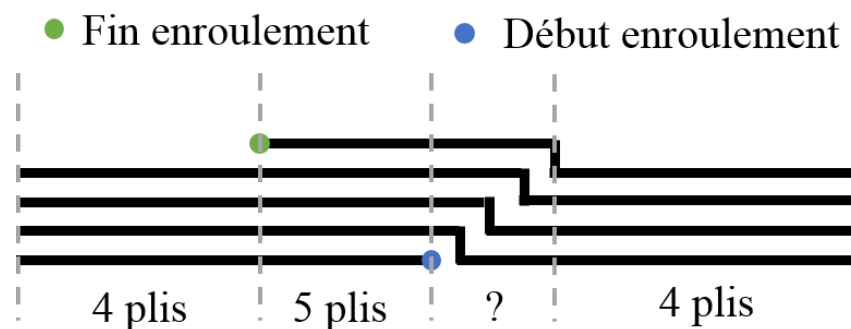 Fin enroulement Début enroulement
4 plis 5 plis ? 4 plis